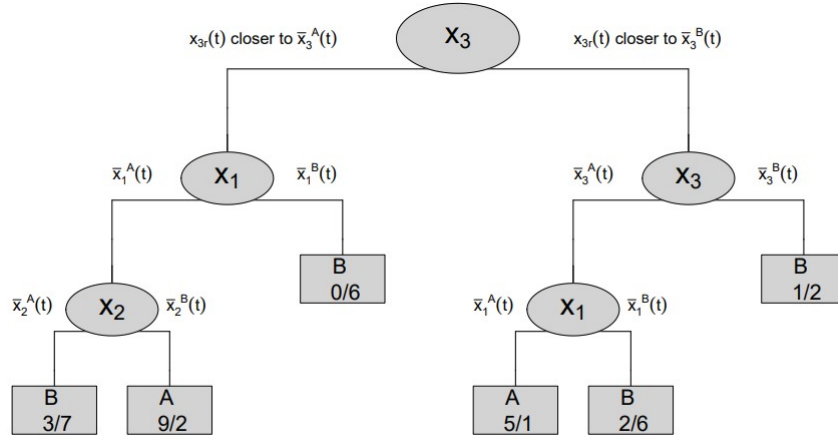 x₃ᵣ(t) closer to x̄₃ᴬ(t)
x₃
x₃ᵣ(t) closer to x̄₃ᴮ(t)
x̄₁ᴬ(t)
x₁
x̄₁ᴮ(t)
x̄₃ᴬ(t)
x₃
x̄₃ᴮ(t)
B
0/6
B
1/2
x̄₂ᴬ(t)
x₂
x̄₂ᴮ(t)
x̄₁ᴬ(t)
x₁
x̄₁ᴮ(t)
B
3/7
A
9/2
A
5/1
B
2/6